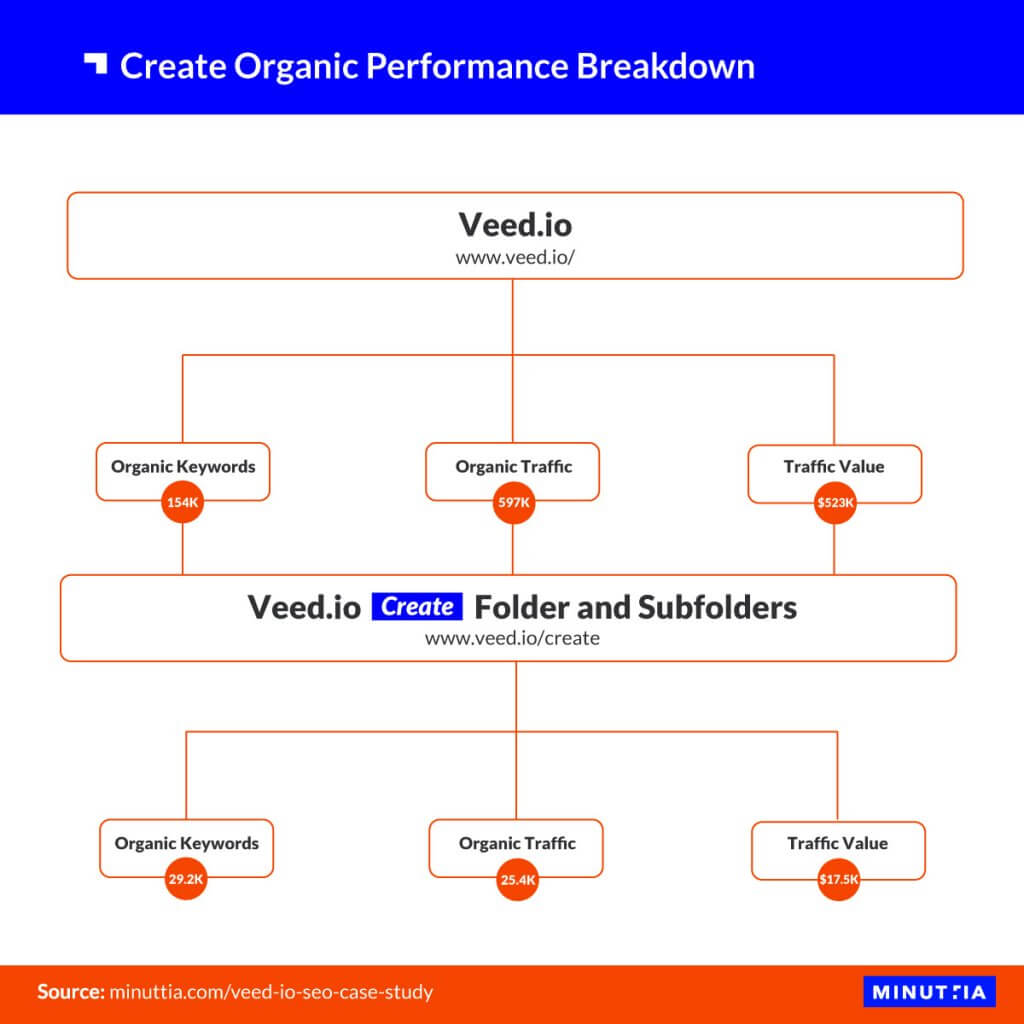 Create Organic Performance Breakdown
Veed.io
www.veed.io/
Organic Keywords
154K
Organic Traffic
597K
Traffic Value
$523K
Veed.io Create Folder and Subfolders
www.veed.io/create
Organic Keywords
29.2K
Organic Traffic
25.4K
Traffic Value
$17.5K
Source: minuttia.com/veed-io-seo-case-study
MINUTTIA